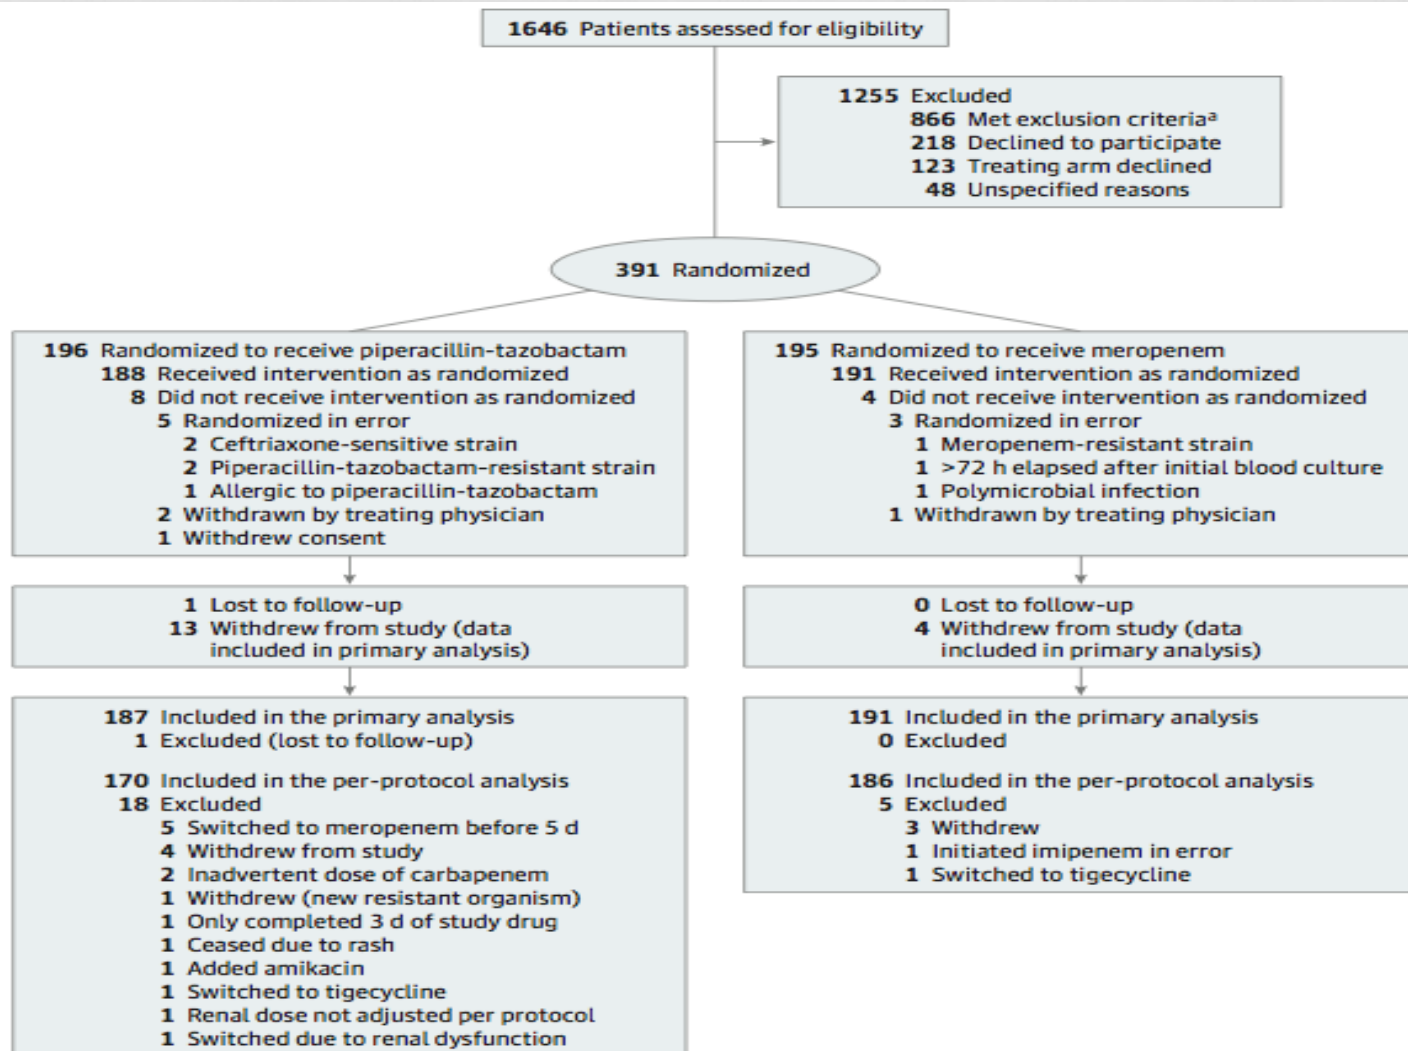 1646 Patients assessed for eligibility
1255 Excluded
866 Met exclusion criteriaª
218 Declined to participate
123 Treating arm declined
48 Unspecified reasons
391 Randomized
196 Randomized to receive piperacillin-tazobactam
188 Received intervention as randomized
8 Did not receive intervention as randomized
5 Randomized in error
2 Ceftriaxone-sensitive strain
2 Piperacillin-tazobactam-resistant strain
1 Allergic to piperacillin-tazobactam
2 Withdrawn by treating physician
1 Withdrew consent
195 Randomized to receive meropenem
191 Received intervention as randomized
4 Did not receive intervention as randomized
3 Randomized in error
1 Meropenem-resistant strain
1 >72 h elapsed after initial blood culture
1 Polymicrobial infection
1 Withdrawn by treating physician
1 Lost to follow-up
13 Withdrew from study (data
included in primary analysis)
0 Lost to follow-up
4 Withdrew from study (data
included in primary analysis)
187 Included in the primary analysis
1 Excluded (lost to follow-up)
170 Included in the per-protocol analysis
18 Excluded
5 Switched to meropenem before 5 d
4 Withdrew from study
2 Inadvertent dose of carbapenem
1 Withdrew (new resistant organism)
1 Only completed 3 d of study drug
1 Ceased due to rash
1 Added amikacin
1 Switched to tigecycline
1 Renal dose not adjusted per protocol
1 Switched due to renal dysfunction
191 Included in the primary analysis
0 Excluded
186 Included in the per-protocol analysis
5 Excluded
3 Withdrew
1 Initiated imipenem in error
1 Switched to tigecycline